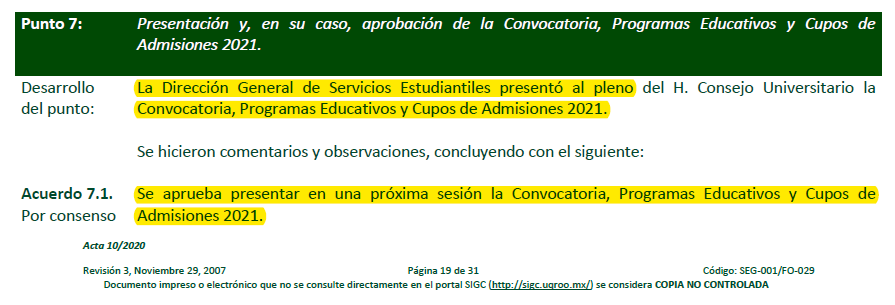 Punto 7: Presentación y, en su caso, aprobación de la Convocatoria, Programas Educativos y Cupos de
Admisiones 2021.
Desarrollo La Dirección General de Servicios Estudiantiles presentó al pleno del H. Consejo Universitario la
del punto: Convocatoria, Programas Educativos y Cupos de Admisiones 2021.
Se hicieron comentarios y observaciones, concluyendo con el siguiente:
Acuerdo 7.1. Se aprueba presentar en una próxima sesión la Convocatoria, Programas Educativos y Cupos de
Por consenso Admisiones 2021.
Acta 10/2020
Revisión 3, Noviembre 29, 2007 Página 19 de 31 Código: SEG-001/FO-029
Documento impreso o electrónico que no se consulte directamente en el portal SIGC (http://sigc.uqroo.mx/) se considera COPIA NO CONTROLADA